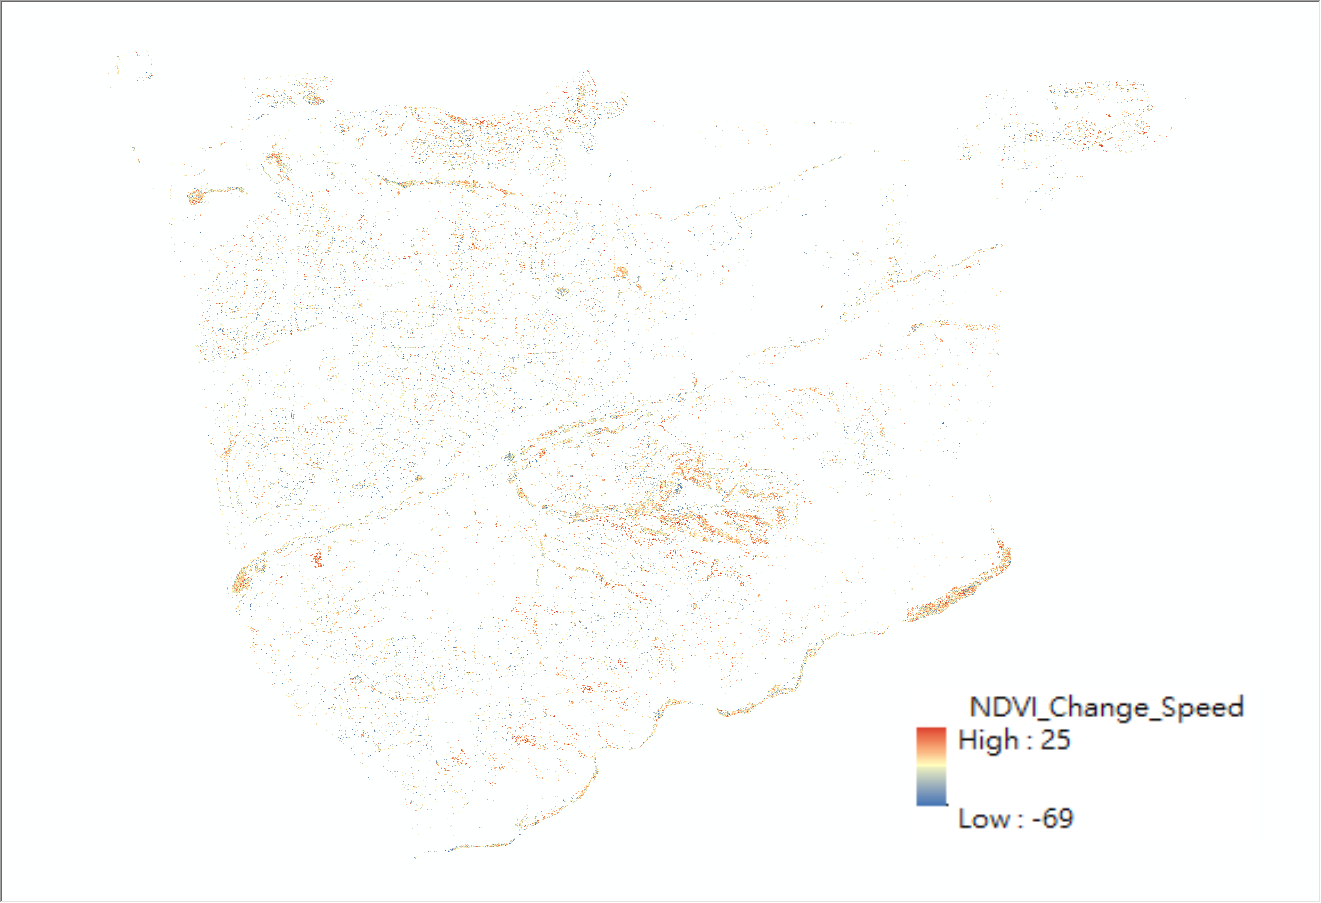 NDVI_Change_Speed
High : 25
Low : -69